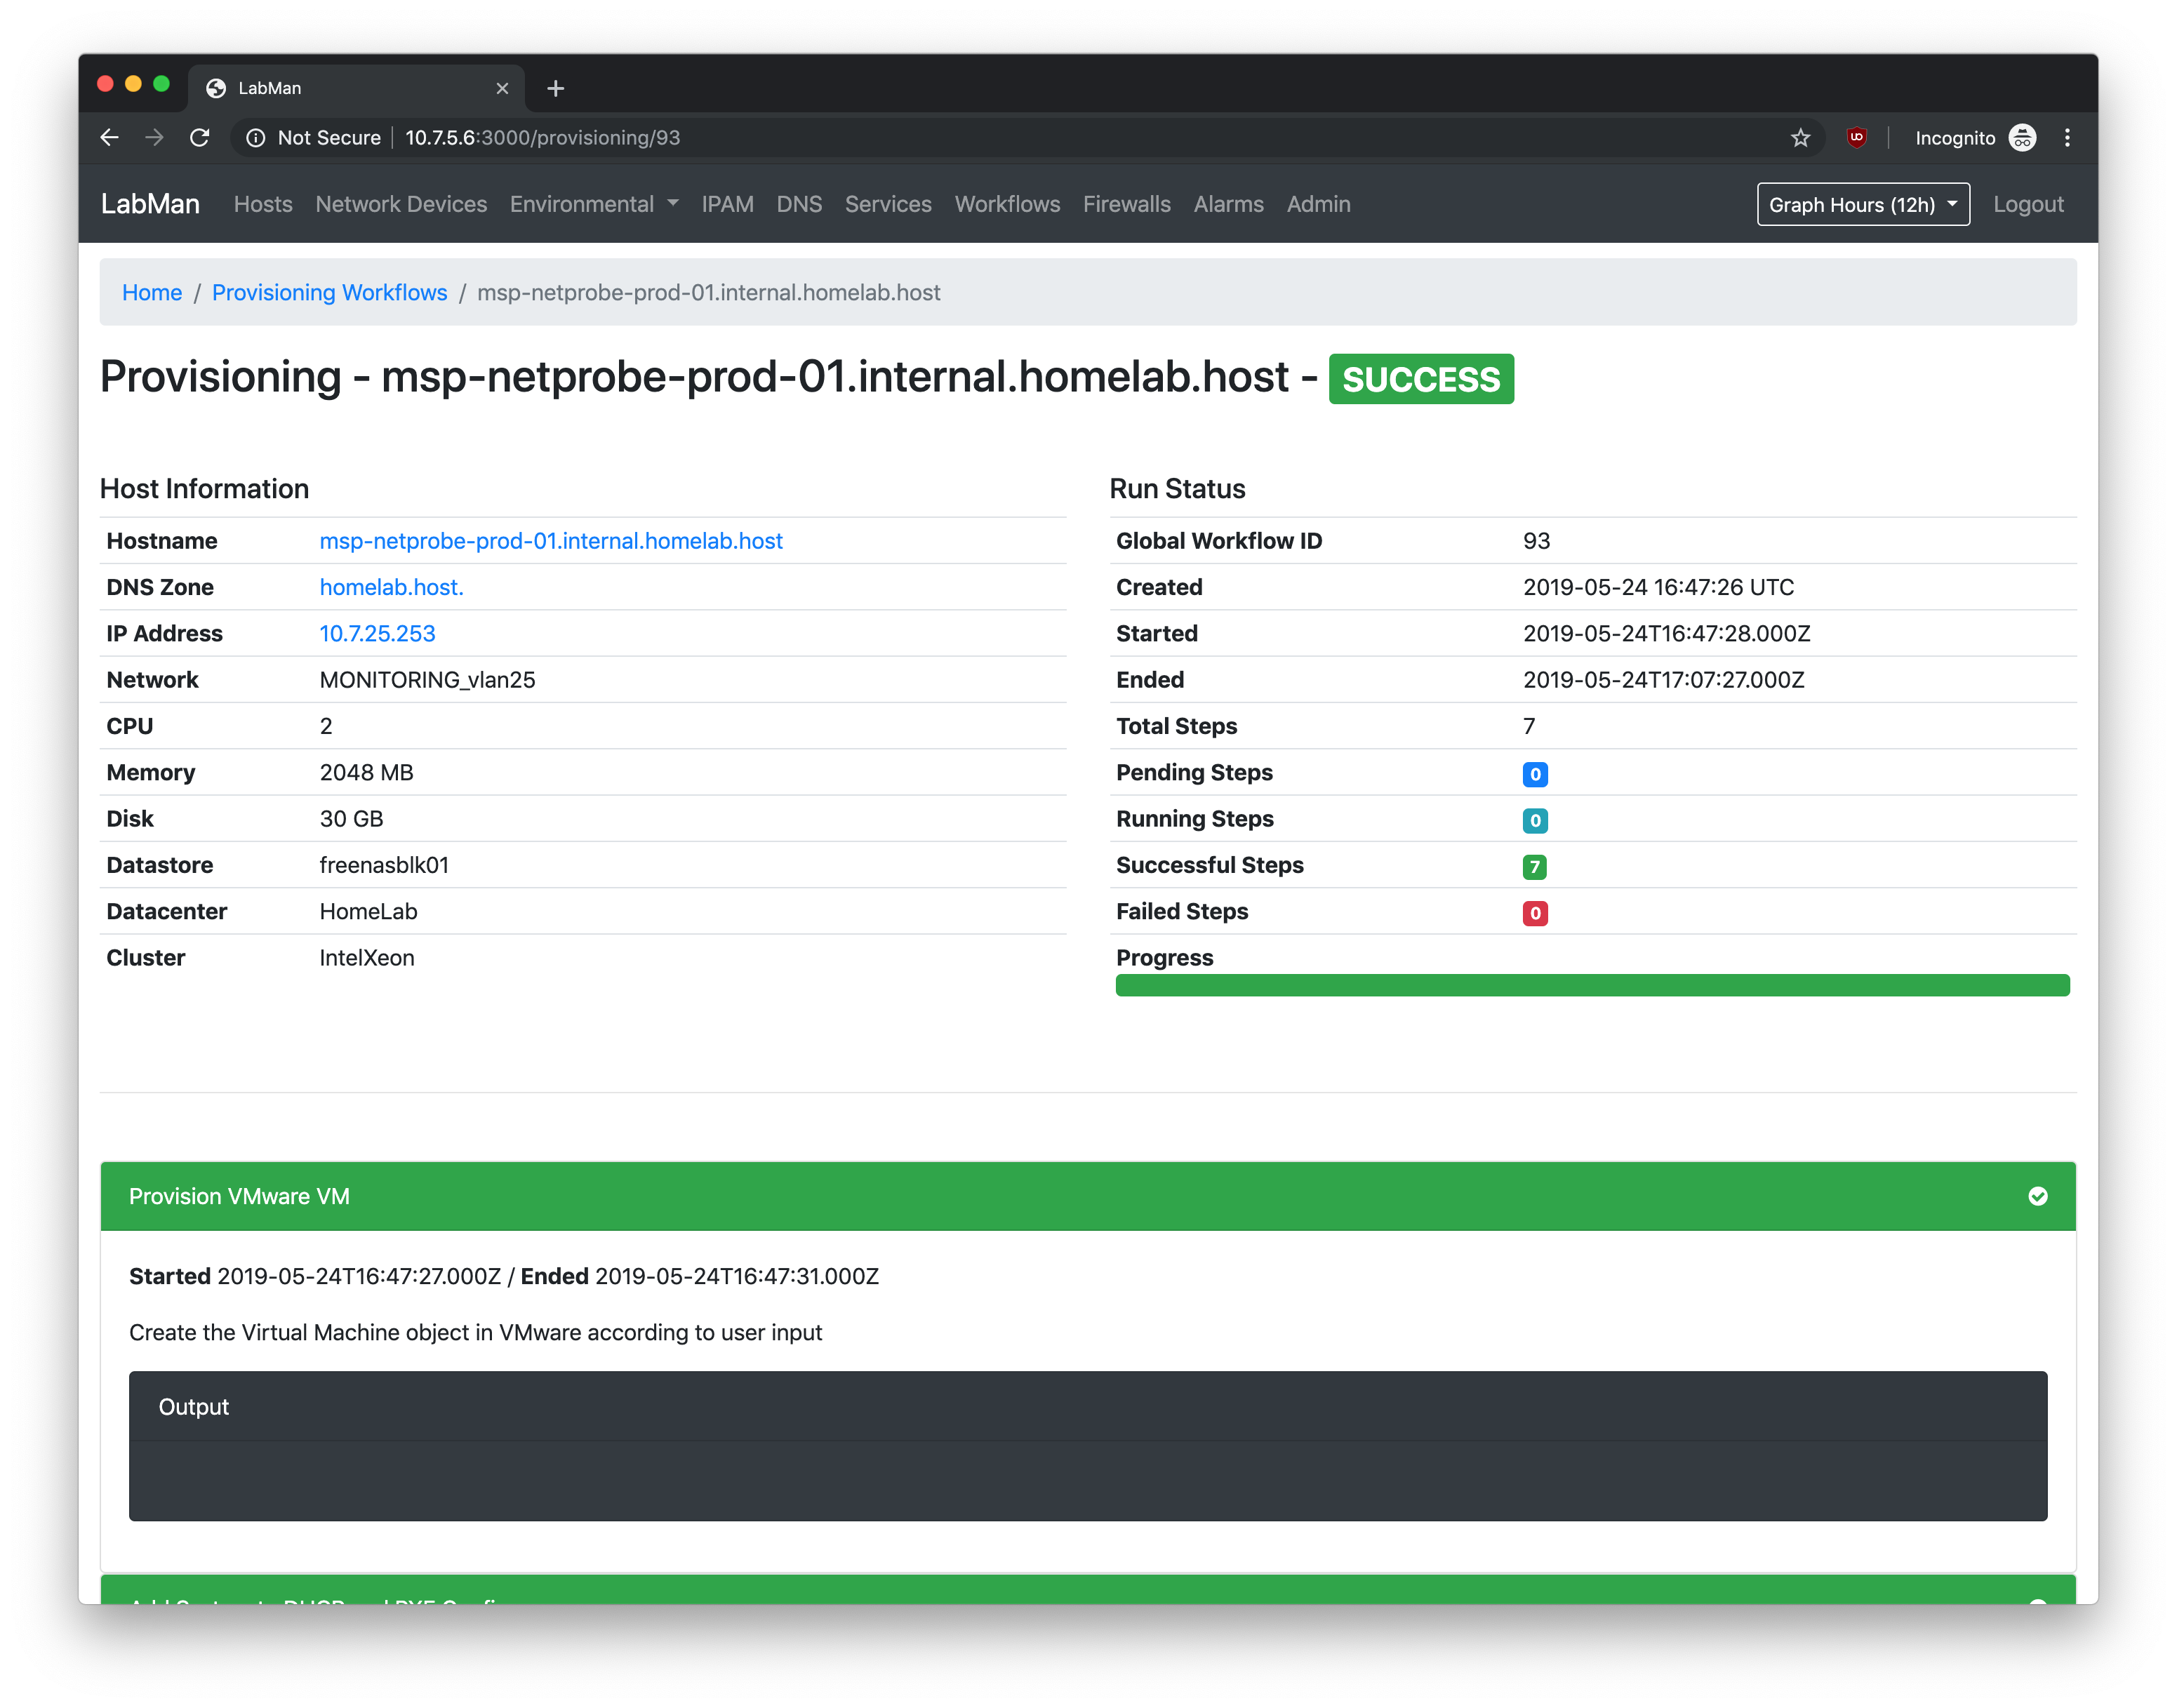 LabMan
Not Secure 10.7.5.6:3000/provisioning/93 Incognito
LabMan Hosts Network Devices Environmental IPAM DNS Services Workflows Firewalls Alarms Admin Graph Hours (12h) Logout
Home / Provisioning Workflows / msp-netprobe-prod-01.internal.homelab.host
Provisioning - msp-netprobe-prod-01.internal.homelab.host - SUCCESS
Host Information
Hostname msp-netprobe-prod-01.internal.homelab.host
DNS Zone homelab.host.
IP Address 10.7.25.253
Network MONITORING_vlan25
CPU 2
Memory 2048 MB
Disk 30 GB
Datastore freenasblk01
Datacenter HomeLab
Cluster IntelXeon
Run Status
Global Workflow ID 93
Created 2019-05-24 16:47:26 UTC
Started 2019-05-24T16:47:28.000Z
Ended 2019-05-24T17:07:27.000Z
Total Steps 7
Pending Steps 0
Running Steps 0
Successful Steps 7
Failed Steps 0
Progress
Provision VMware VM
Started 2019-05-24T16:47:27.000Z / Ended 2019-05-24T16:47:31.000Z
Create the Virtual Machine object in VMware according to user input
Output